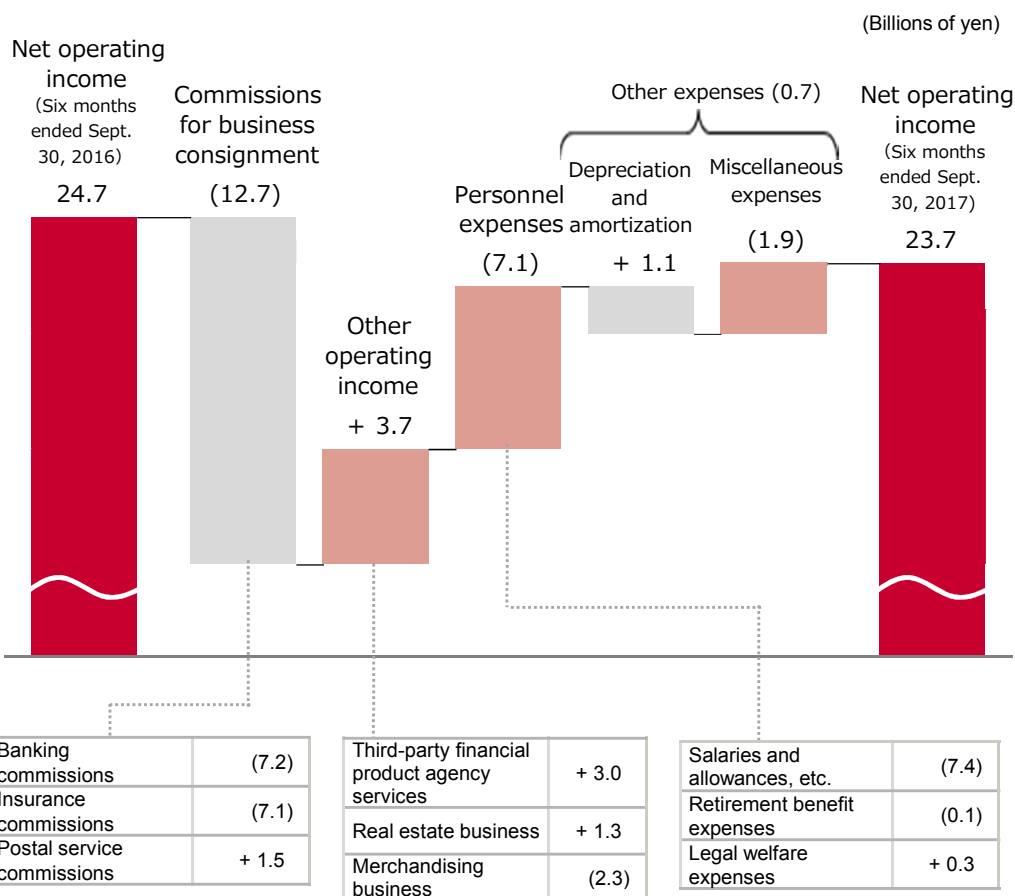 (Billions of yen)
Net operating
income
(Six months
ended Sept.
30, 2016)
24.7
Commissions
for business
consignment
(12.7)
Other
operating
income
+ 3.7
Personnel
expenses
(7.1)
Other expenses (0.7)
Depreciation
and
amortization
+ 1.1
Miscellaneous
expenses
(1.9)
Net operating
income
(Six months
ended Sept.
30, 2017)
23.7
Banking
commissions
(7.2)
Insurance
commissions
(7.1)
Postal service
commissions
+ 1.5
Third-party financial
product agency
services
+ 3.0
Real estate business
+ 1.3
Merchandising
business
(2.3)
Salaries and
allowances, etc.
(7.4)
Retirement benefit
expenses
(0.1)
Legal welfare
expenses
+ 0.3